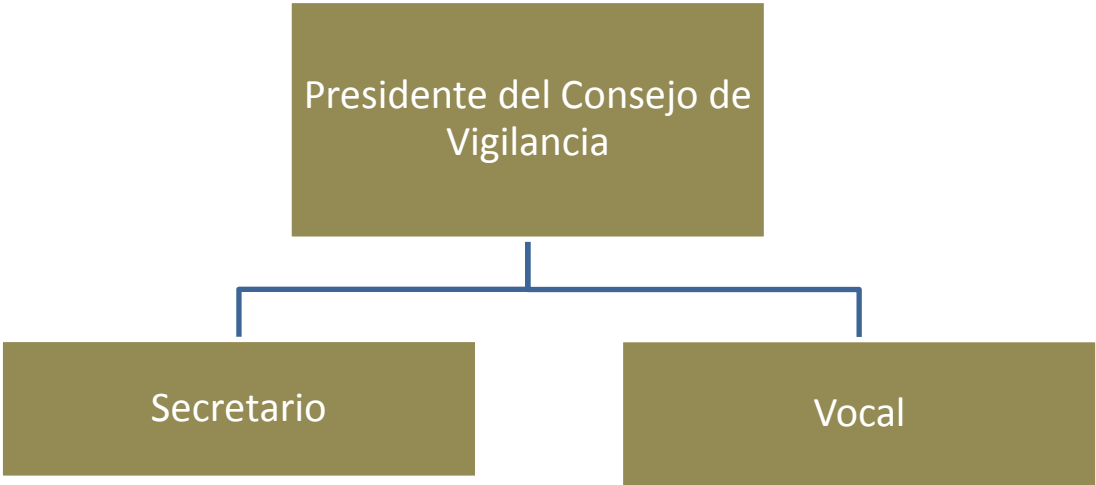 Presidente del Consejo de
Vigilancia
Secretario
Vocal